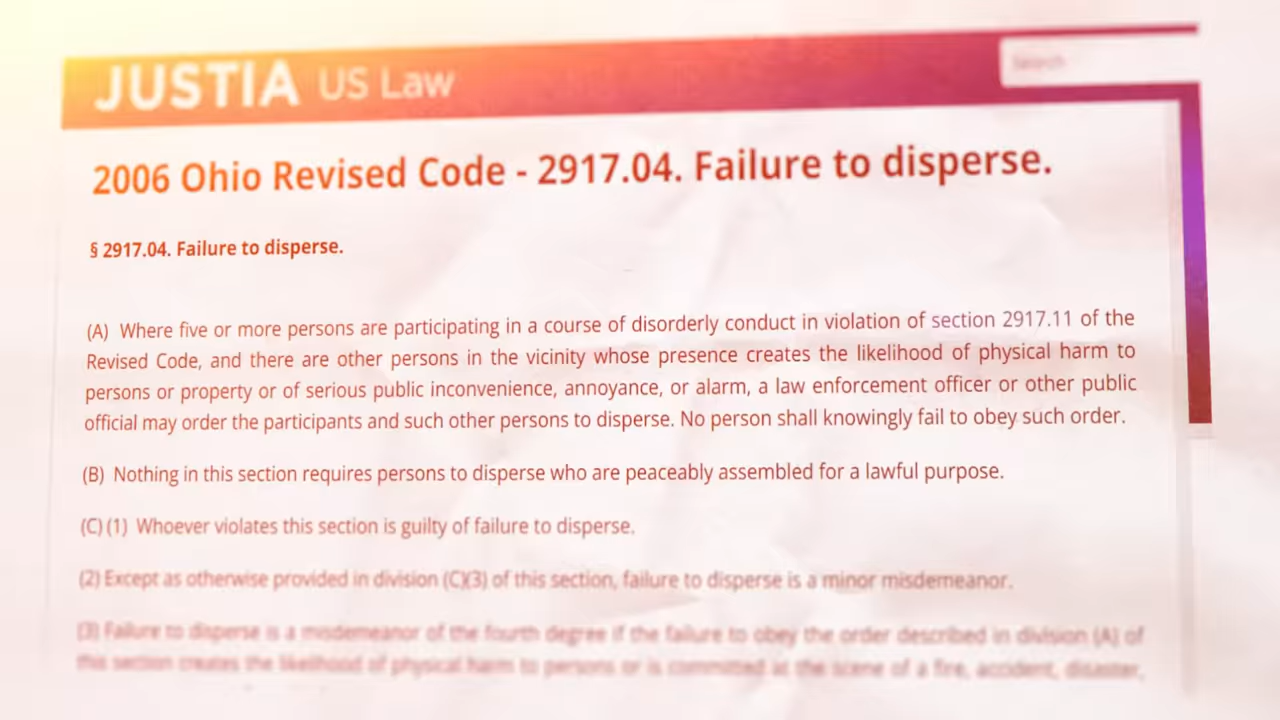 JUSTIA US Law
Search
2006 Ohio Revised Code - 2917.04. Failure to disperse.
§ 2917.04. Failure to disperse.
(A) Where five or more persons are participating in a course of disorderly conduct in violation of section 2917.11 of the
Revised Code, and there are other persons in the vicinity whose presence creates the likelihood of physical harm to
persons or property or of serious public inconvenience, annoyance, or alarm, a law enforcement officer or other public
official may order the participants and such other persons to disperse. No person shall knowingly fail to obey such order.
(B) Nothing in this section requires persons to disperse who are peaceably assembled for a lawful purpose.
(C) (1) Whoever violates this section is guilty of failure to disperse.
(2) Except as otherwise provided in division (C)(3) of this section, failure to disperse is a minor misdemeanor.
(3) Failure to disperse is a misdemeanor of the fourth degree if the failure to obey the order described in division (A) of
this section creates the likelihood of physical harm to persons or is committed at the scene of a fire, accident, disaster,